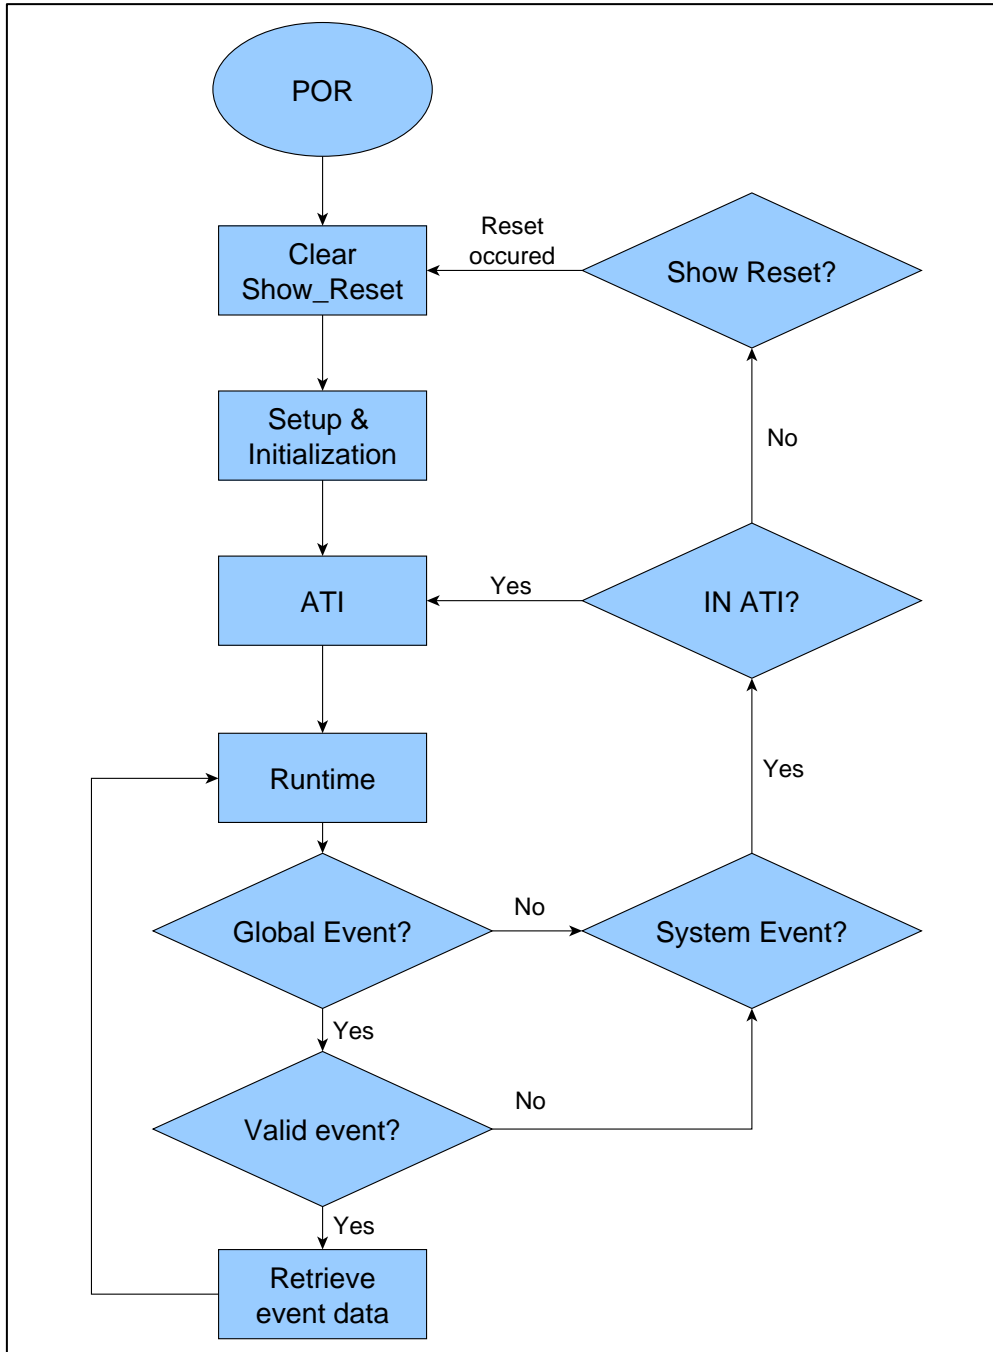 POR
Clear
Show_Reset
Reset
occured
Show Reset?
Setup &
Initialization
No
ATI
Yes
IN ATI?
Runtime
Yes
Global Event?
No
System Event?
Yes
Valid event?
No
Yes
Retrieve
event data